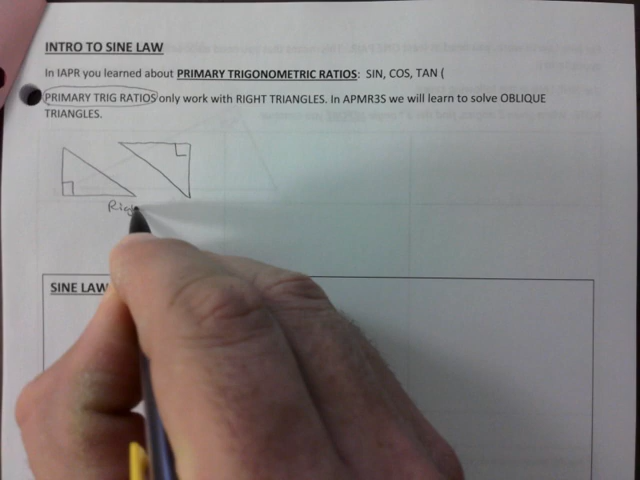 INTRO TO SINE LAW
In IAPR you learned about PRIMARY TRIGONOMETRIC RATIOS: SIN, COS, TAN (
PRIMARY TRIG RATIOS only work with RIGHT TRIANGLES. In APMR3S we will learn to solve OBLIQUE
TRIANGLES.
Rig
SINE LAW